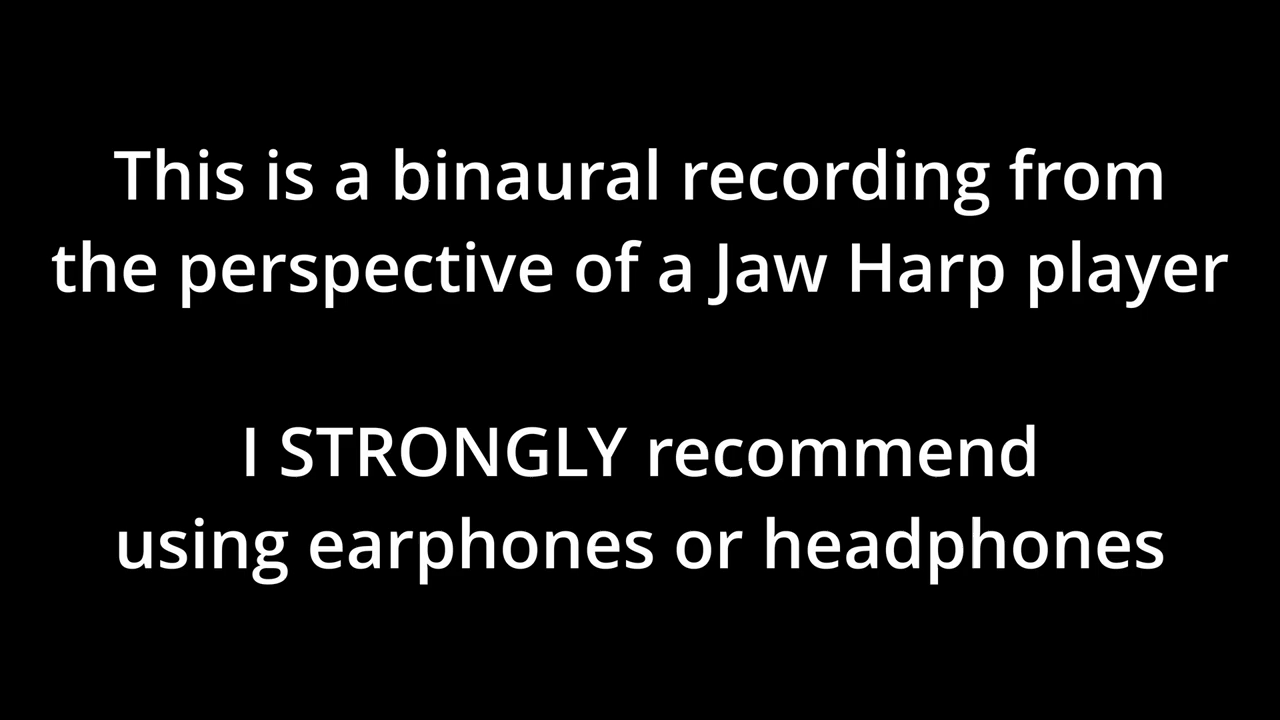 This is a binaural recording from
the perspective of a Jaw Harp player
I STRONGLY recommend
using earphones or headphones